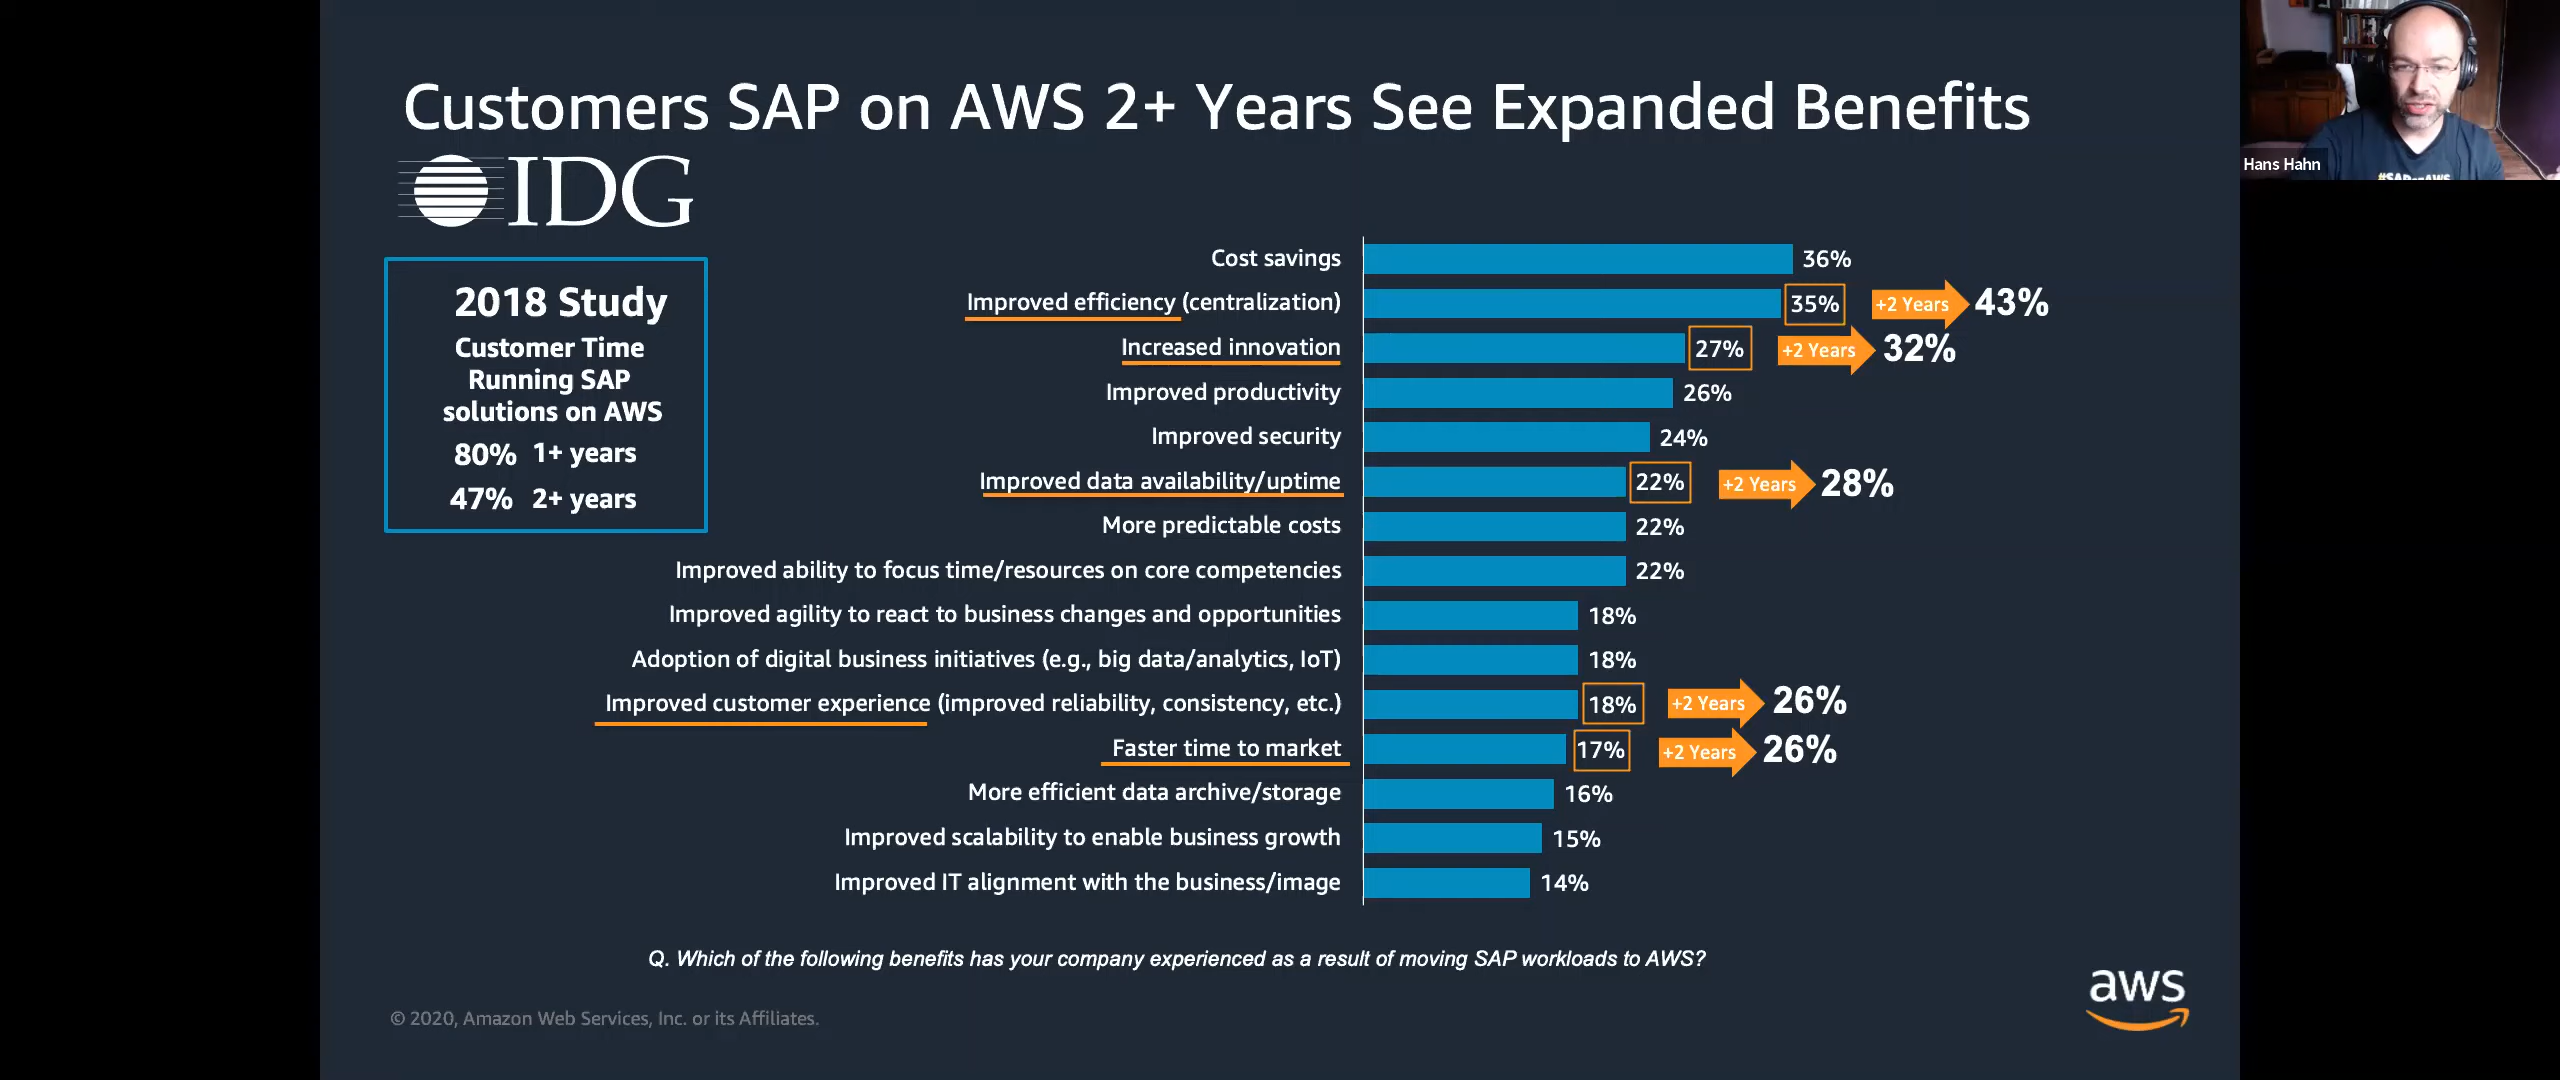 Customers SAP on AWS 2+ Years See Expanded Benefits
IDG
2018 Study
Customer Time
Running SAP
solutions on AWS
80% 1+ years
47% 2+ years
Cost savings 36%
Improved efficiency (centralization) 35% +2 Years 43%
Increased innovation 27% +2 Years 32%
Improved productivity 26%
Improved security 24%
Improved data availability/uptime 22% +2 Years 28%
More predictable costs 22%
Improved ability to focus time/resources on core competencies 22%
Improved agility to react to business changes and opportunities 18%
Adoption of digital business initiatives (e.g., big data/analytics, IoT) 18%
Improved customer experience (improved reliability, consistency, etc.) 18% +2 Years 26%
Faster time to market 17% +2 Years 26%
More efficient data archive/storage 16%
Improved scalability to enable business growth 15%
Improved IT alignment with the business/image 14%
Q. Which of the following benefits has your company experienced as a result of moving SAP workloads to AWS?
© 2020, Amazon Web Services, Inc. or its Affiliates.
aws
Hans Hahn